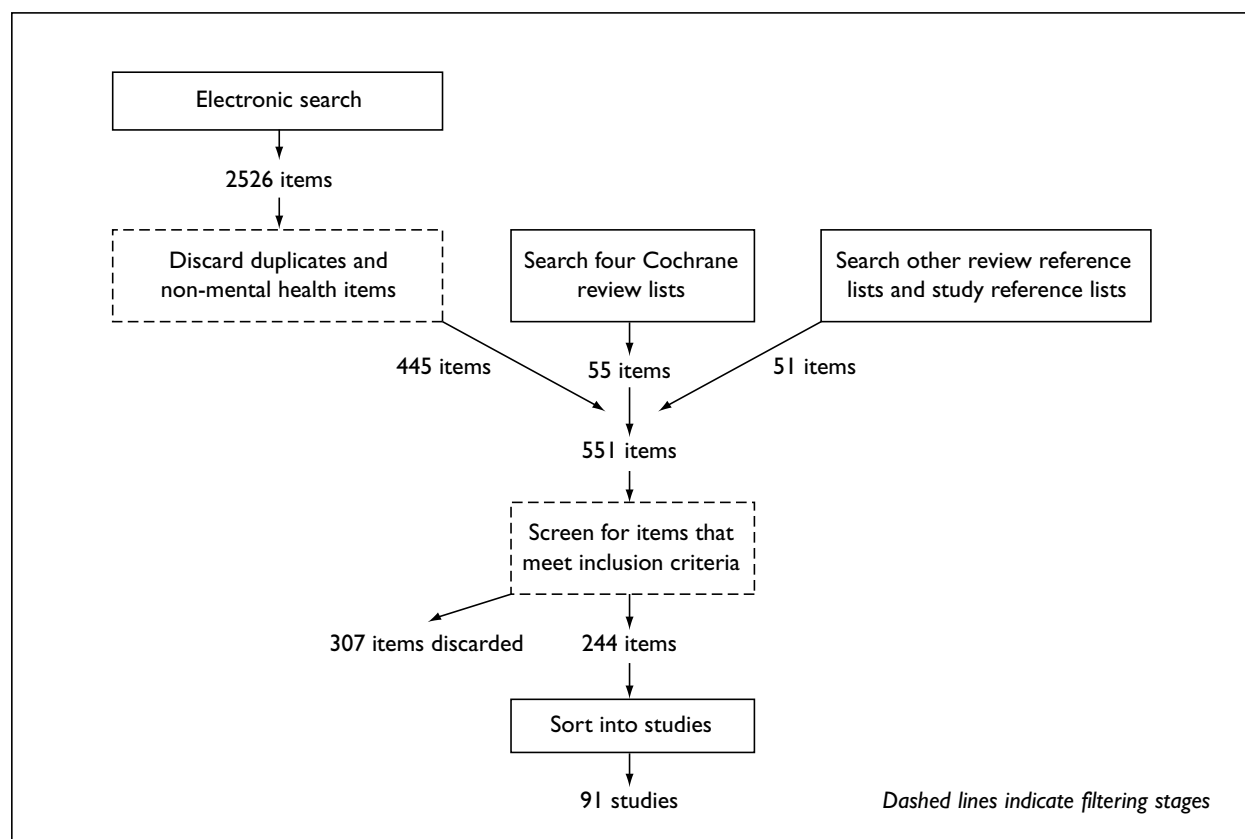 Electronic search
2526 items
Discard duplicates and
non-mental health items
Search four Cochrane
review lists
Search other review reference
lists and study reference lists
445 items
55 items
51 items
551 items
Screen for items that
meet inclusion criteria
307 items discarded
244 items
Sort into studies
91 studies
Dashed lines indicate filtering stages